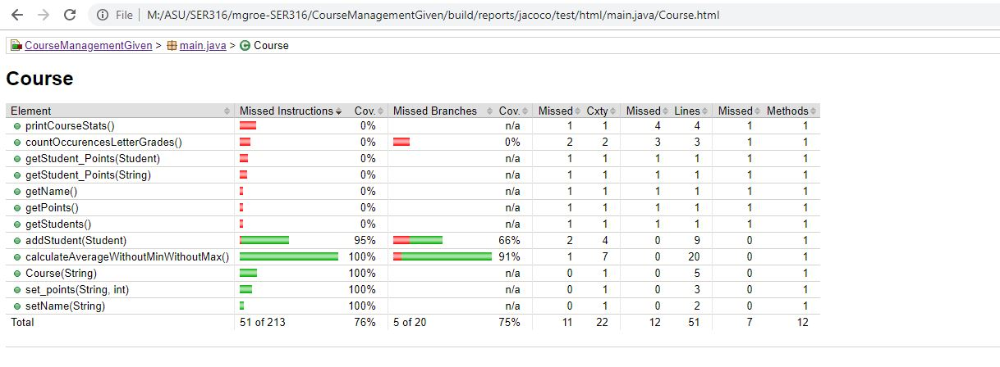 File M:/ASU/SER316/mgroe-SER316/CourseManagementGiven/build/reports/jacoco/test/html/main.java/Course.html
CourseManagementGiven > main.java > Course
Course
Element Missed Instructions Cov. Missed Branches Cov. Missed Cxty Missed Lines Missed Methods
printCourseStats() 0% n/a 1 1 4 4 1 1
countOccurencesLetterGrades() 0% 0% 2 2 3 3 1 1
getStudent_Points(Student) 0% n/a 1 1 1 1 1 1
getStudent_Points(String) 0% n/a 1 1 1 1 1 1
getName() 0% n/a 1 1 1 1 1 1
getPoints() 0% n/a 1 1 1 1 1 1
getStudents() 0% n/a 1 1 1 1 1 1
addStudent(Student) 95% 66% 2 4 0 9 0 1
calculateAverageWithoutMinWithoutMax() 100% 91% 1 7 0 20 0 1
Course(String) 100% n/a 0 1 0 5 0 1
set_points(String, int) 100% n/a 0 1 0 3 0 1
setName(String) 100% n/a 0 1 0 2 0 1
Total 51 of 213 76% 5 of 20 75% 11 22 12 51 7 12